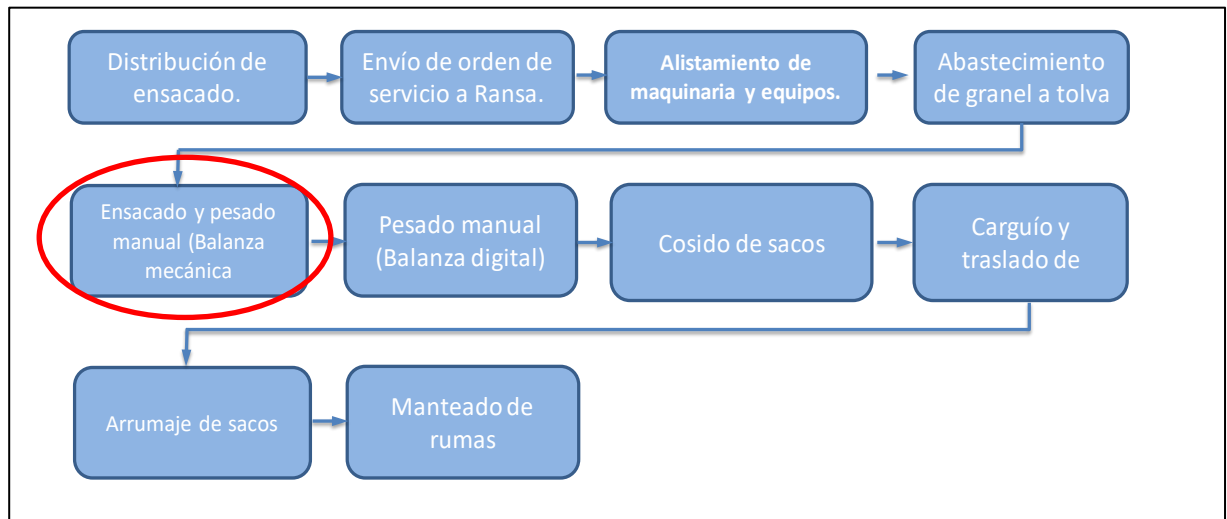 Distribución de
ensacado.
Envío de orden de
servicio a Ransa.
Alistamiento de
maquinaria y equipos.
Abastecimiento
de granel a tolva
Ensacado y pesado
manual (Balanza
mecánica
Pesado manual
(Balanza digital)
Cosido de sacos
Carguío y
traslado de
Arrumaje de sacos
Manteado de
rumas